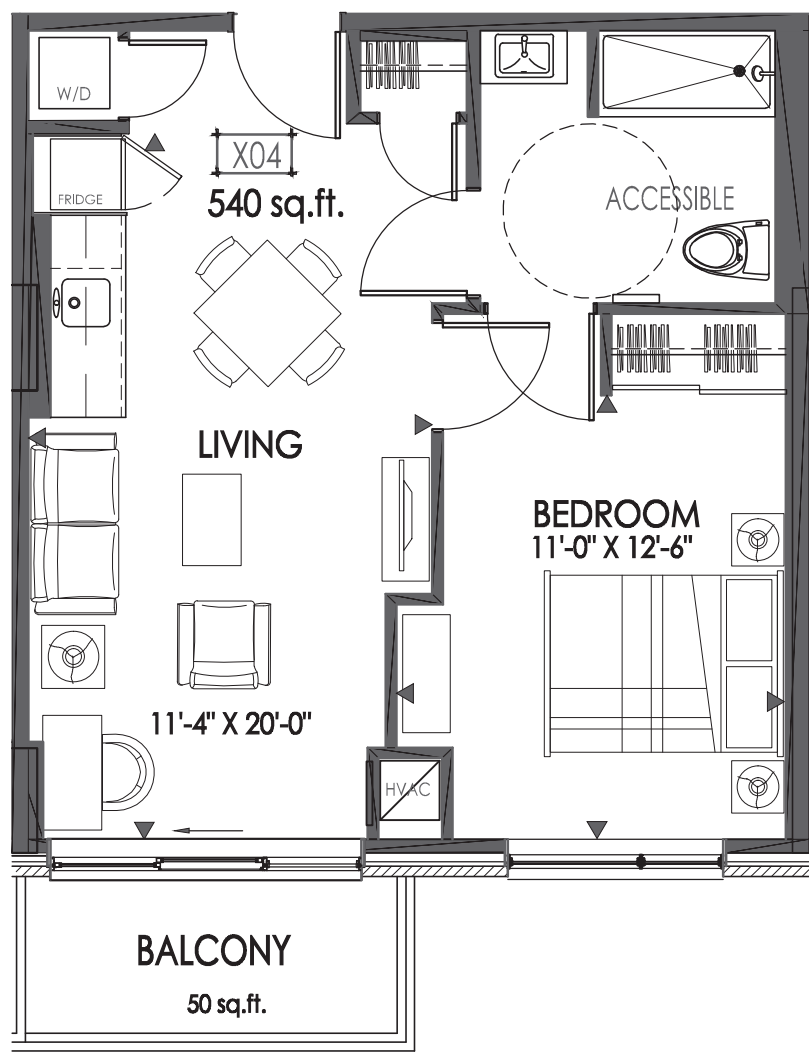 W/D
X04
FRIDGE
540 sq.ft.
ACCESSIBLE
LIVING
BEDROOM
11'-0" X 12'-6"
11'-4" X 20'-0"
HVAC
BALCONY
50 sq.ft.